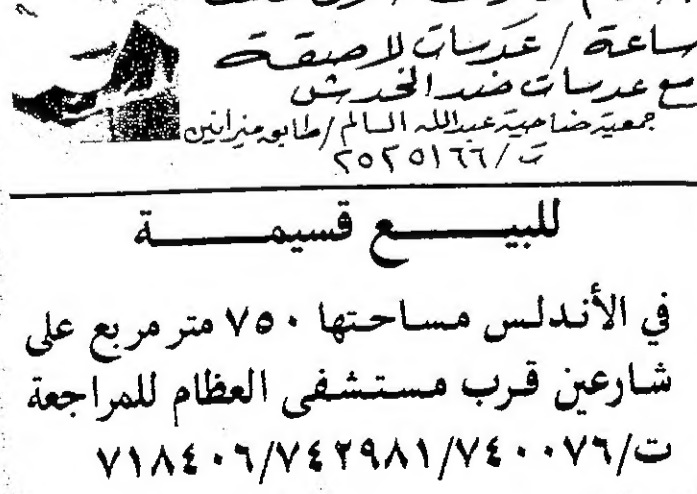 ساعة / عدسات لاصقة
مع عدسات ضد الخدش
جمعية ضاحية عبدالله السالم / طابق ميزانين
ت / ٢٥٢٥١٦٦
للبيع قسيمة
في الأندلس مساحتها ٧٥٠ متر مربع على
شارعين قرب مستشفى العظام للمراجعة
ت/٧٤٠٠٧٦/٧٤٢٩٨١/٧١٨٤٠٦